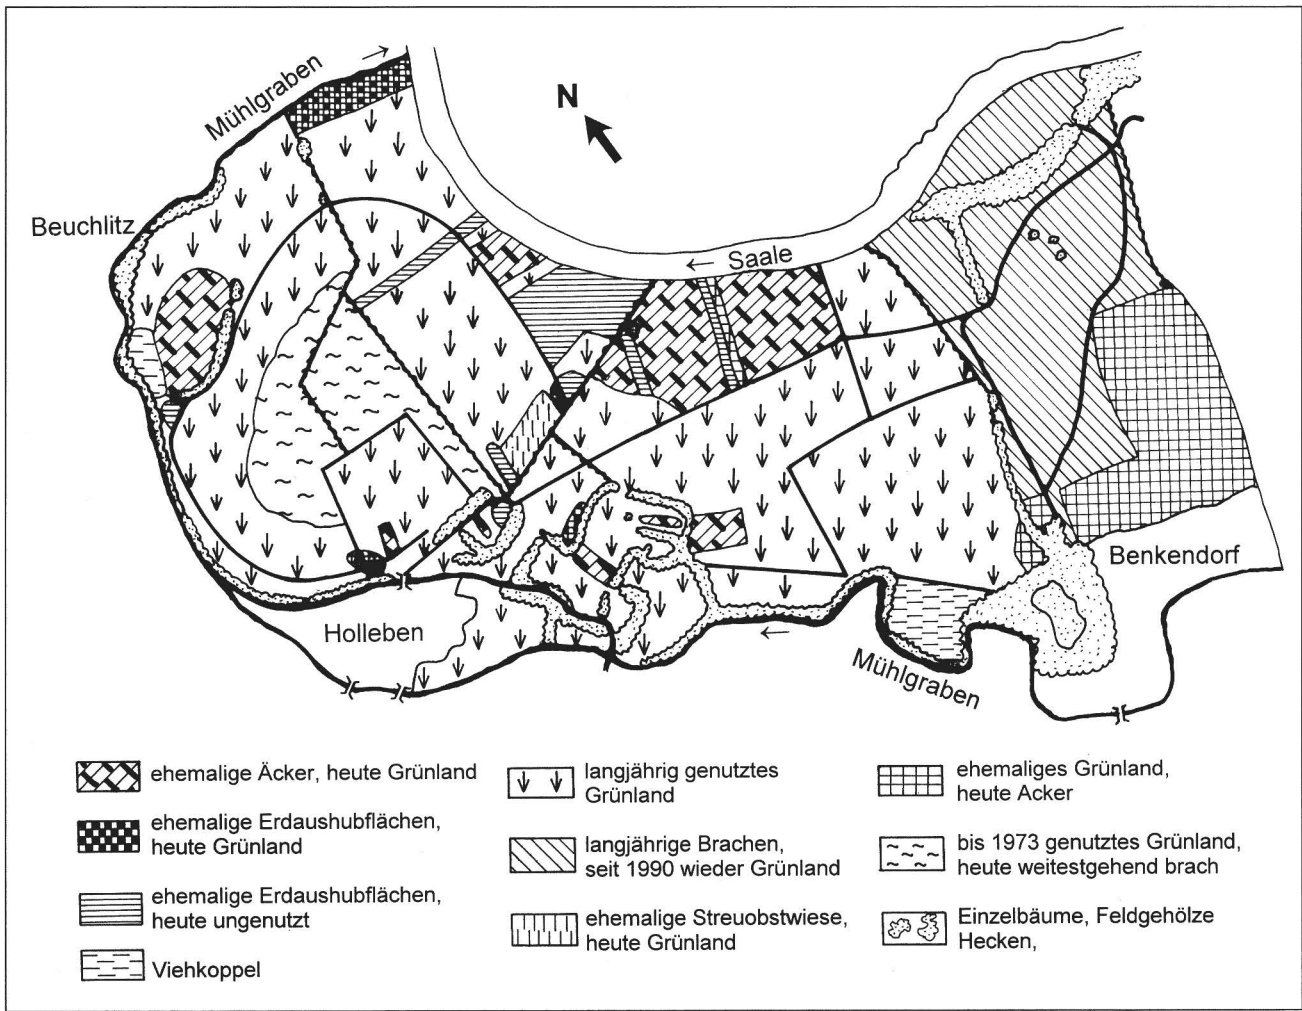 Mühlgraben
N
Beuchlitz
Saale
Benkendorf
Holleben
Mühlgraben
ehemalige Äcker, heute Grünland
ehemalige Erdaushubflächen,
heute Grünland
ehemalige Erdaushubflächen,
heute ungenutzt
Viehkoppel
langjährig genutztes
Grünland
langjährige Brachen,
seit 1990 wieder Grünland
ehemalige Streuobstwiese,
heute Grünland
ehemaliges Grünland,
heute Acker
bis 1973 genutztes Grünland,
heute weitestgehend brach
Einzelbäume, Feldgehölze
Hecken,